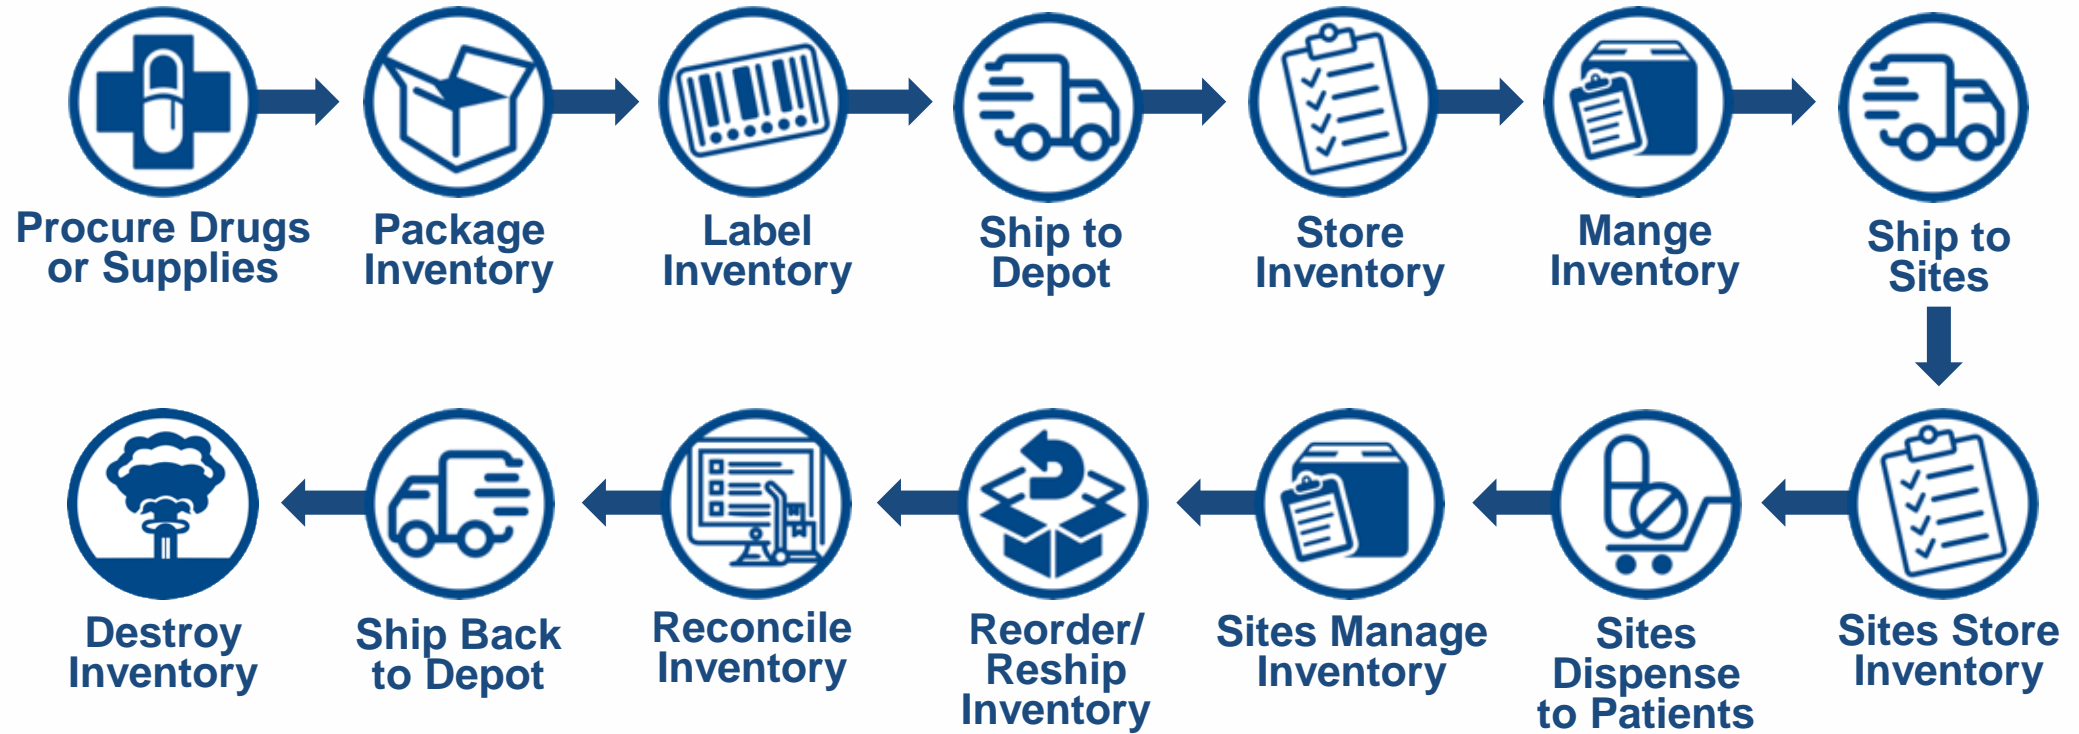 Procure Drugs
or Supplies
Package
Inventory
Label
Inventory
Ship to
Depot
Store
Inventory
Mange
Inventory
Ship to
Sites
Sites Store
Inventory
Sites
Dispense
to Patients
Sites Manage
Inventory
Reorder/
Reship
Inventory
Reconcile
Inventory
Ship Back
to Depot
Destroy
Inventory